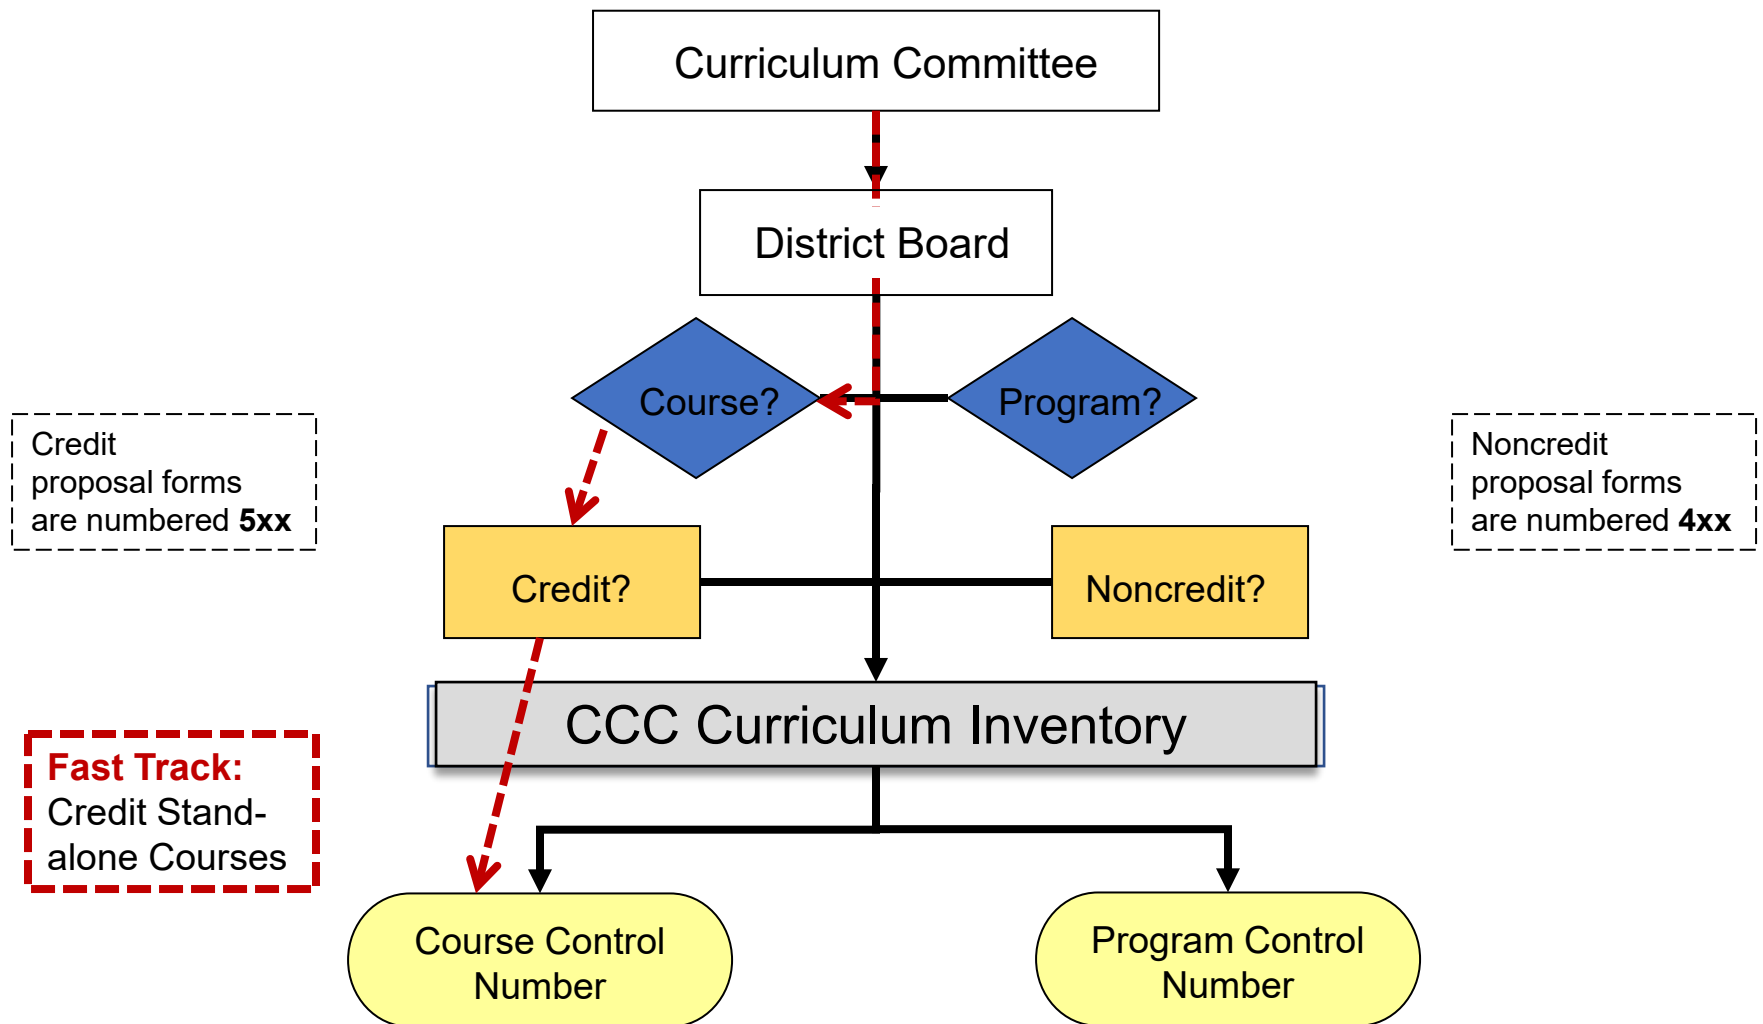 Curriculum Committee
District Board
Course?
Program?
Credit
proposal forms
are numbered 5xx
Noncredit
proposal forms
are numbered 4xx
Credit?
Noncredit?
CCC Curriculum Inventory
Fast Track:
Credit Stand-
alone Courses
Course Control
Number
Program Control
Number